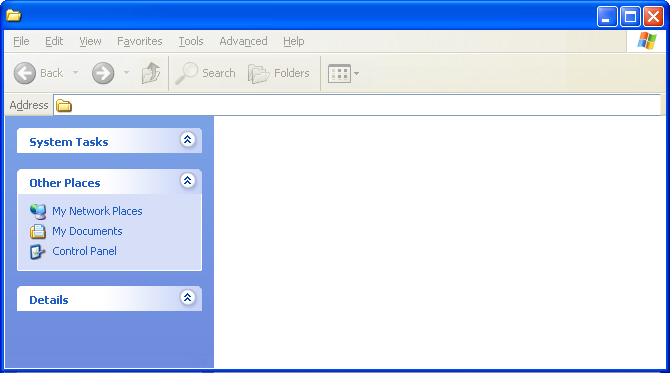 File Edit View Favorites Tools Advanced Help
Back Search Folders
Address
System Tasks
Other Places
My Network Places
My Documents
Control Panel
Details